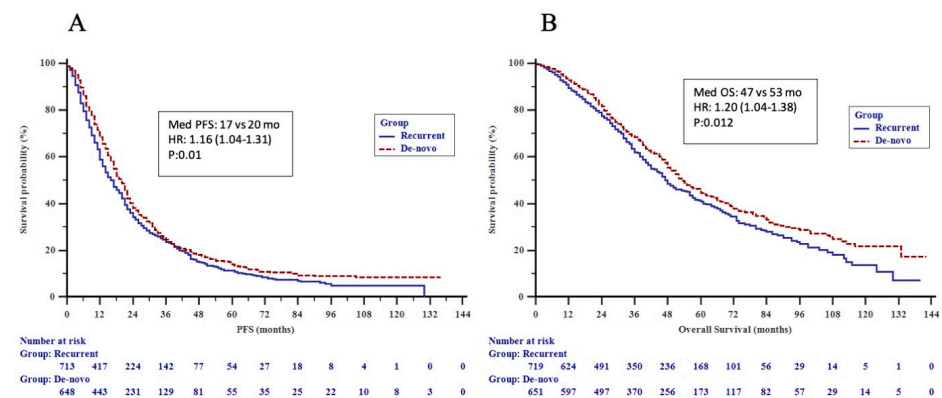 A
B
Med PFS: 17 vs 20 mo
HR: 1.16 (1.04-1.31)
P:0.01
Group
Recurrent
De-novo
Survival probability (%)
100
80
60
40
20
0
0 12 24 36 48 60 72 84 96 108 120 132 144
PFS (months)
Number at risk
Group: Recurrent
713 417 224 142 77 54 27 18 8 4 1 0 0
Group: De-novo
648 443 231 129 81 55 35 25 22 10 8 3 0
Med OS: 47 vs 53 mo
HR: 1.20 (1.04-1.38)
P:0.012
Group
Recurrent
De-novo
Survival probability (%)
100
80
60
40
20
0
0 12 24 36 48 60 72 84 96 108 120 132 144
Overall Survival (months)
Number at risk
Group: Recurrent
719 624 491 350 236 168 101 56 29 14 5 1 0
Group: De-novo
651 597 497 370 256 173 117 82 57 29 14 5 0